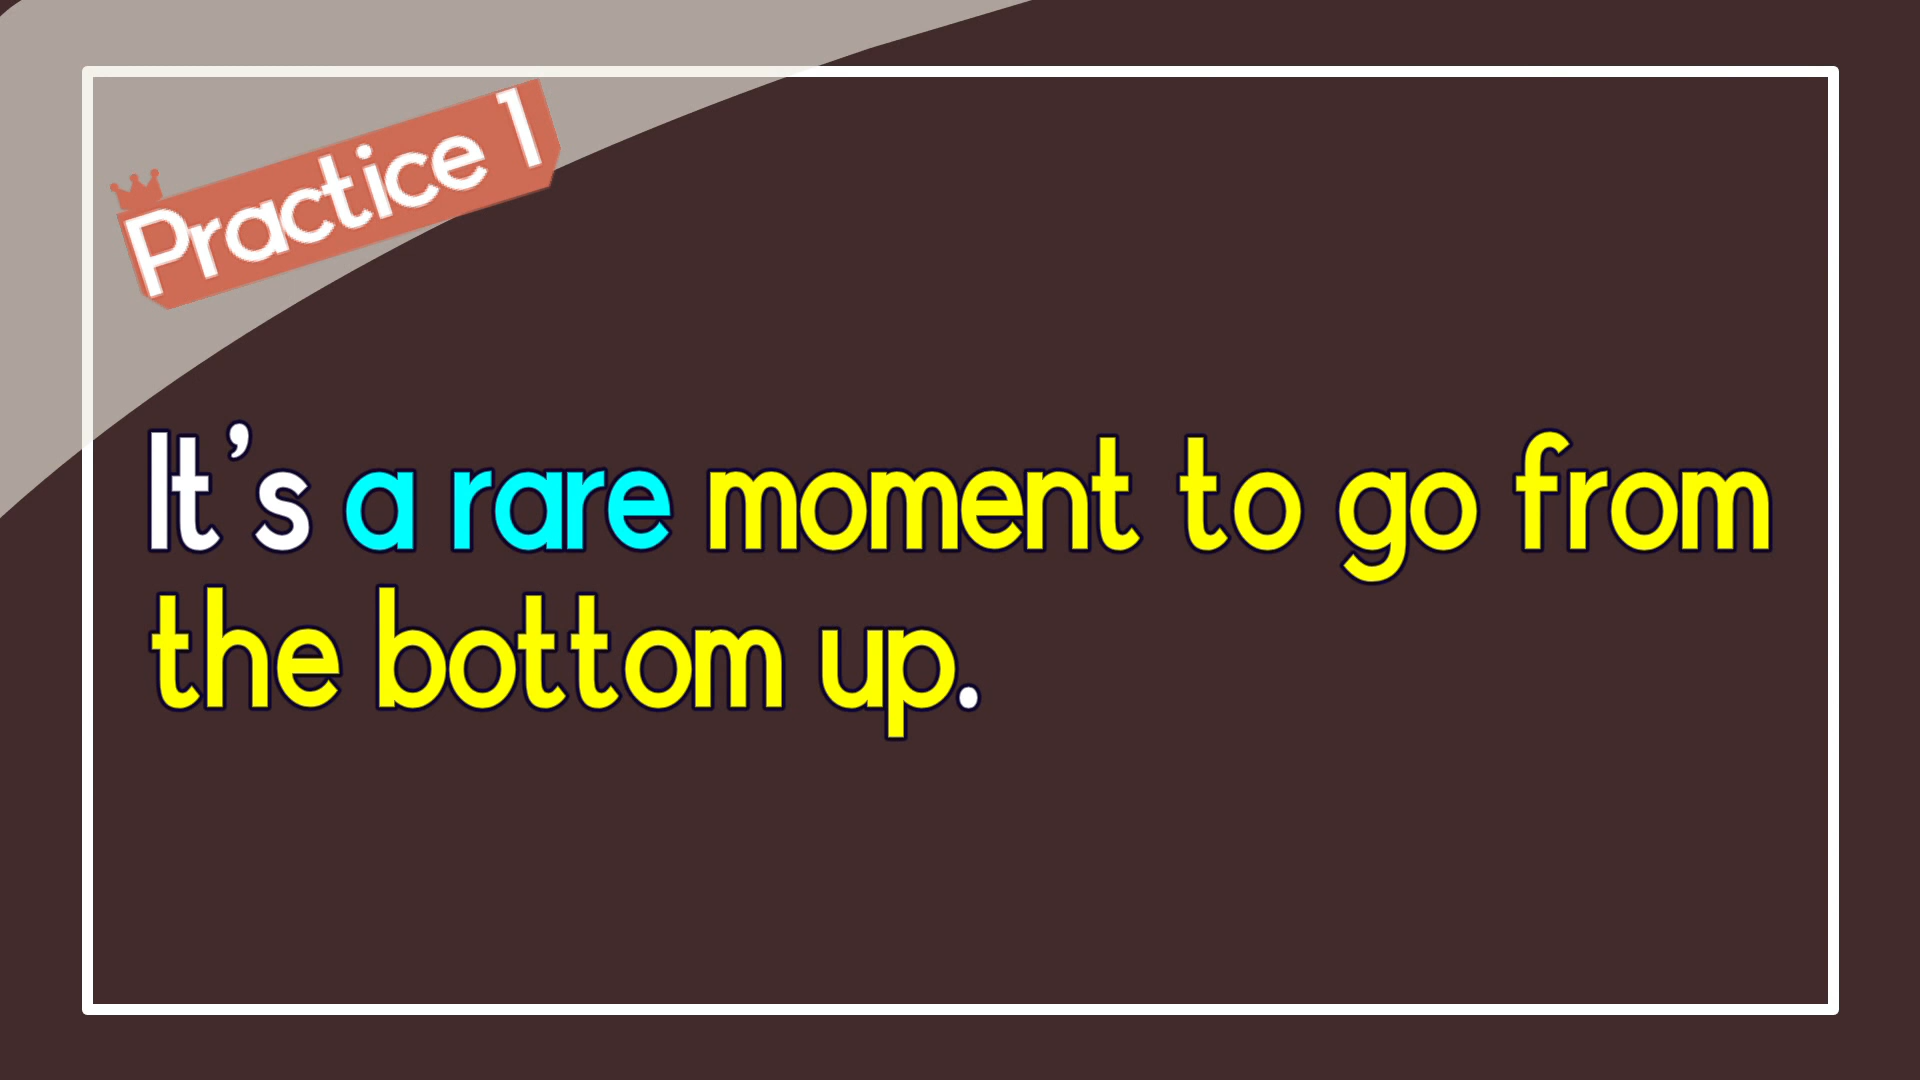 Practice 1
It’s a rare moment to go from
the bottom up.